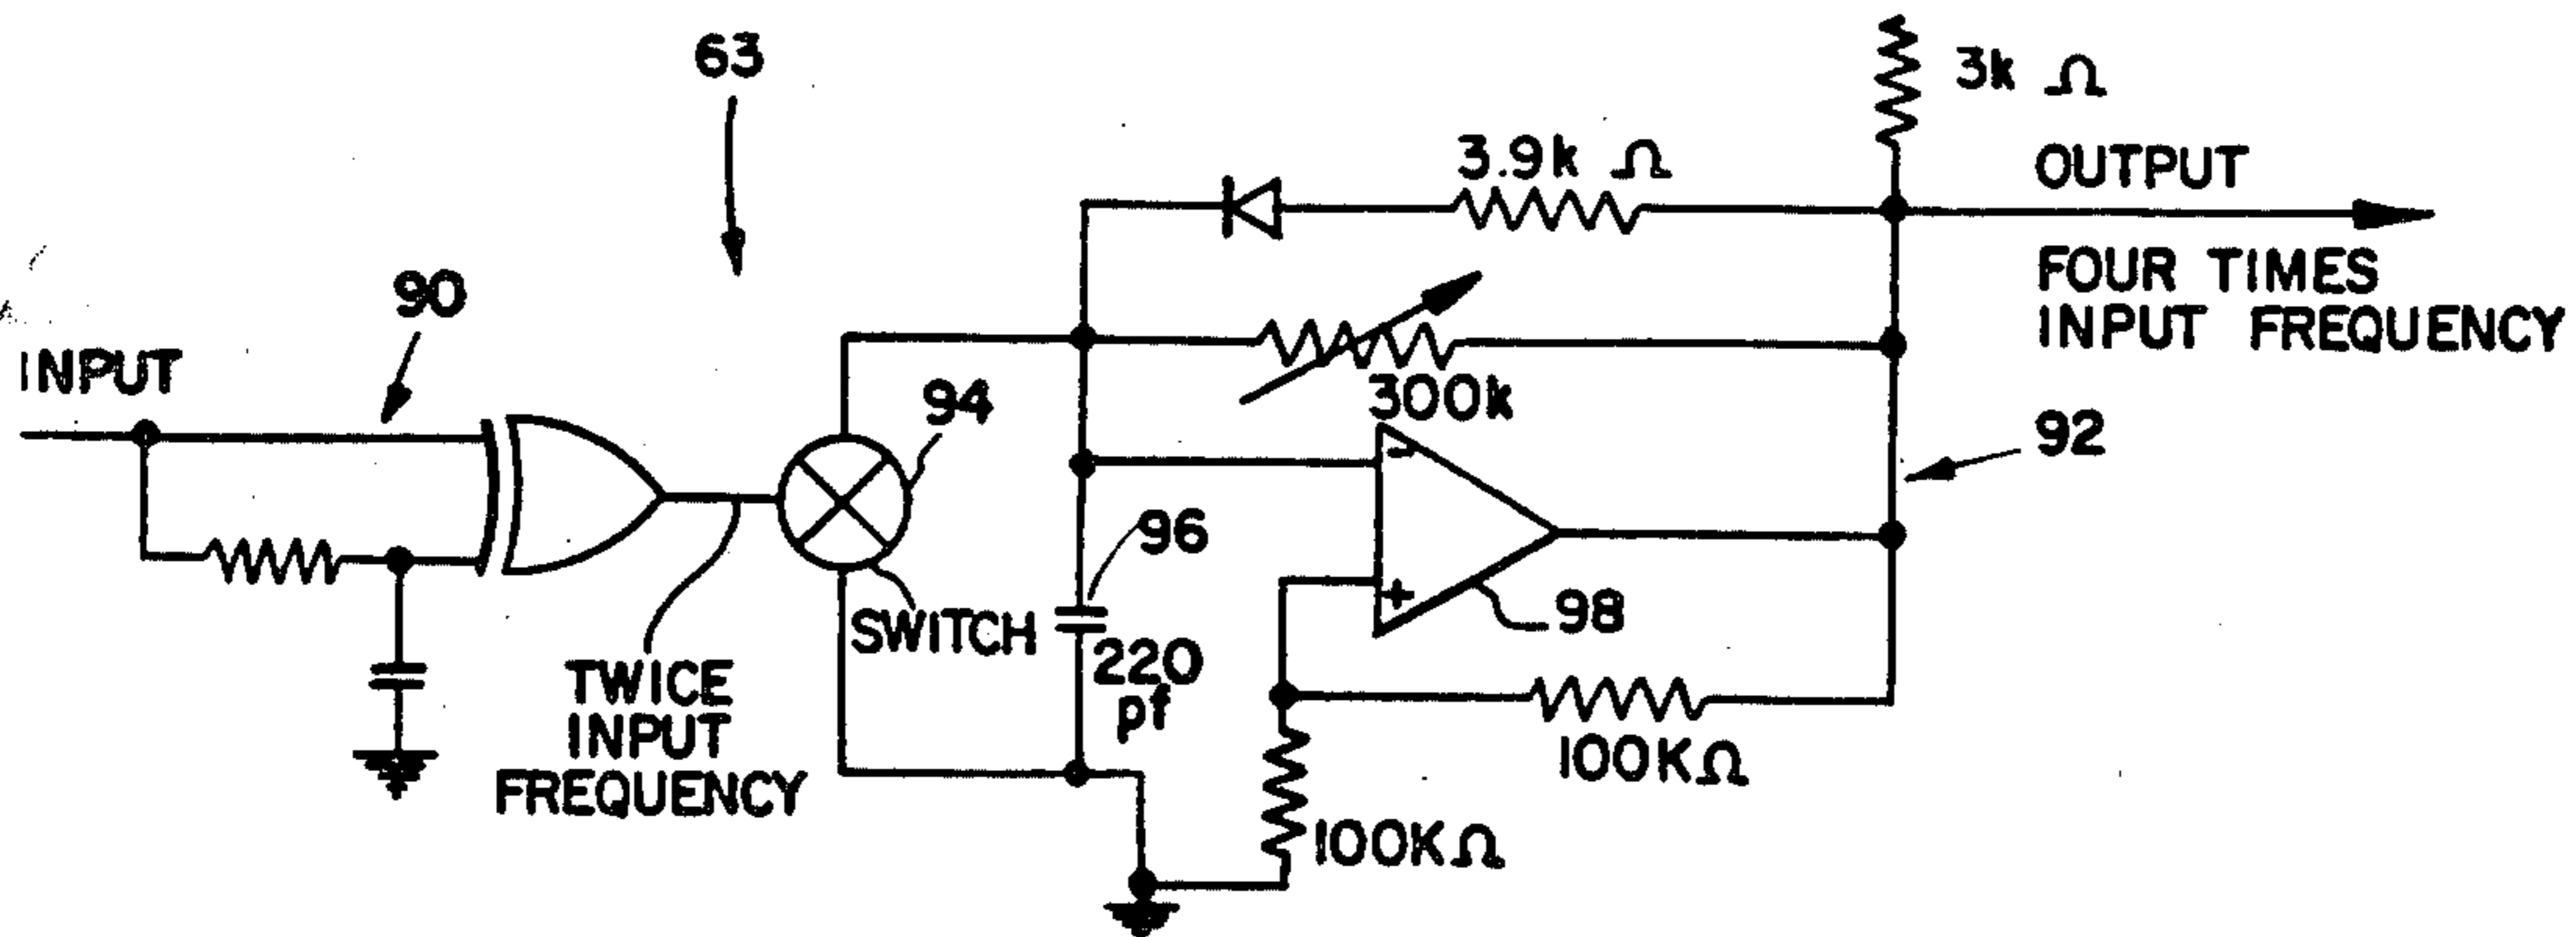 63
3k Ω
3.9k Ω
OUTPUT
90
FOUR TIMES
INPUT FREQUENCY
INPUT
94
300k
92
-
96
+
98
SWITCH
220
pf
TWICE
INPUT
FREQUENCY
100KΩ
100KΩ